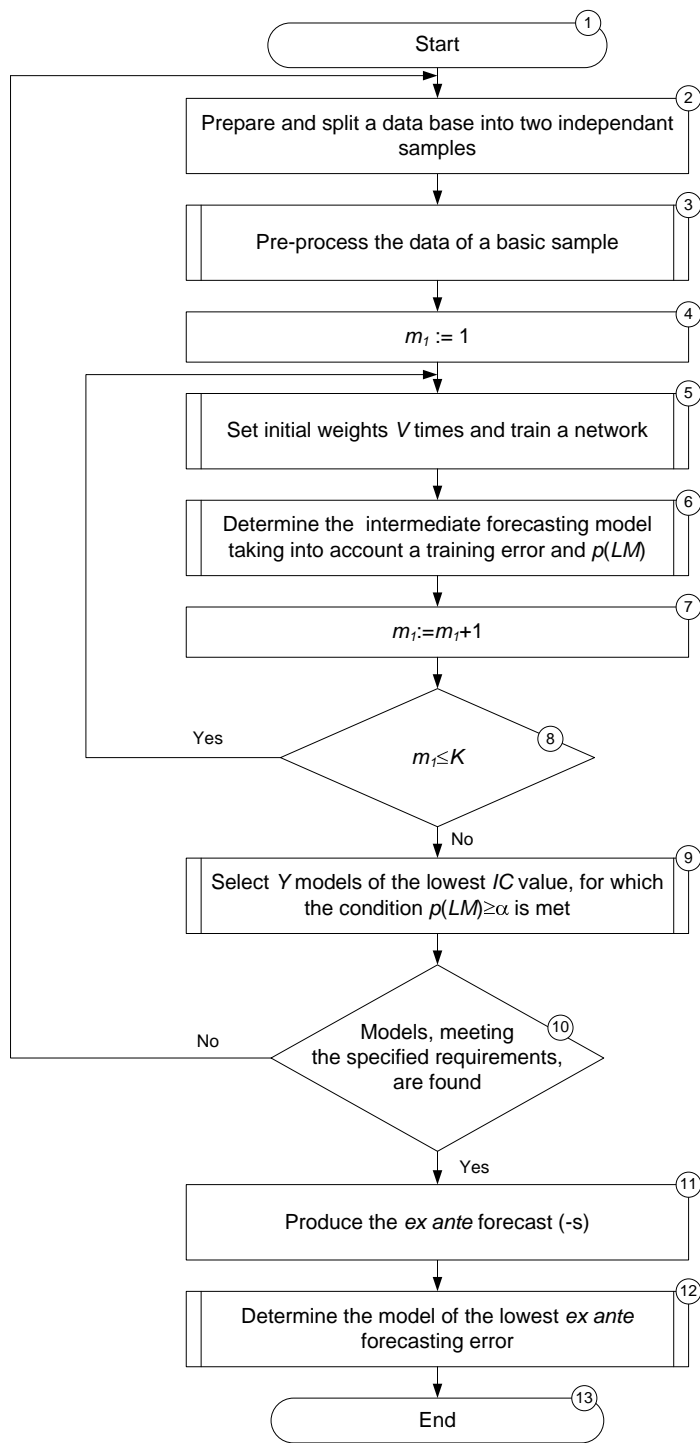 1
Start
2
Prepare and split a data base into two independant
samples
3
Pre-process the data of a basic sample
4
m1 := 1
5
Set initial weights V times and train a network
6
Determine the intermediate forecasting model
taking into account a training error and p(LM)
7
m1:=m1+1
Yes
8
m1≤K
No
9
Select Y models of the lowest IC value, for which
the condition p(LM)≥α is met
No
10
Models, meeting
the specified requirements,
are found
Yes
11
Produce the ex ante forecast (-s)
12
Determine the model of the lowest ex ante
forecasting error
13
End